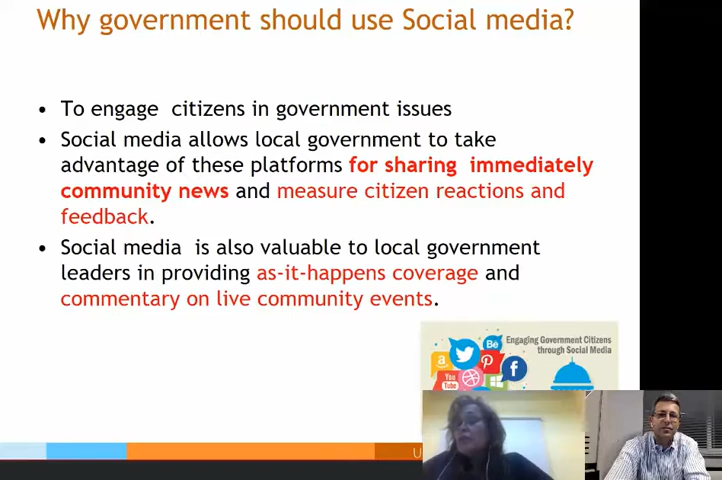 Why government should use Social media?
• To engage citizens in government issues
• Social media allows local government to take
advantage of these platforms for sharing immediately
community news and measure citizen reactions and
feedback.
• Social media is also valuable to local government
leaders in providing as-it-happens coverage and
commentary on live community events.
Engaging Government Citizens
through Social Media
Bē
a
f
You
Tube
U